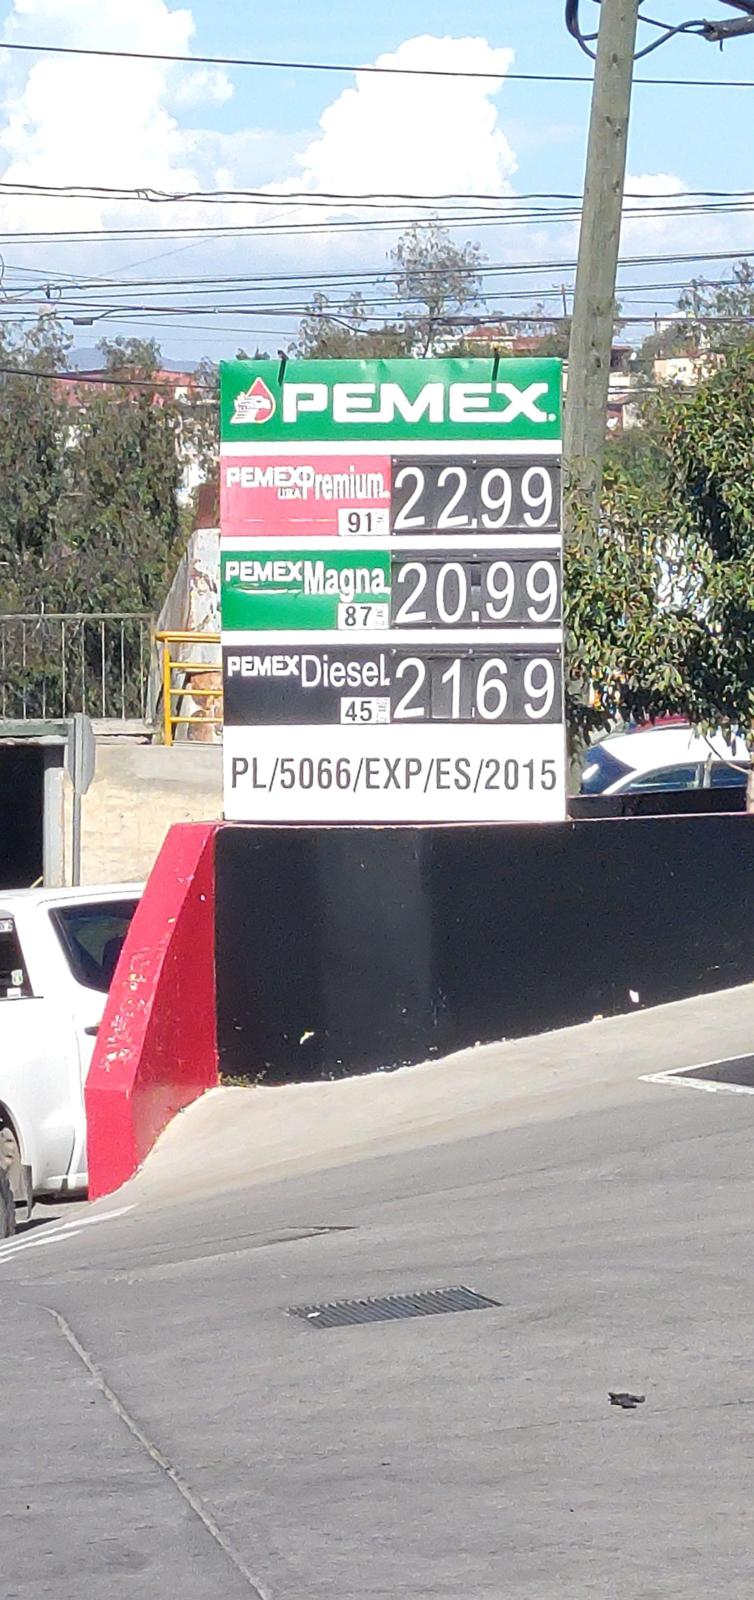 PEMEX
PEMEX Premium 22.99
UBA
91
PEMEX Magna 20.99
87
PEMEX Diesel 21.69
45
PL/5066/EXP/ES/2015